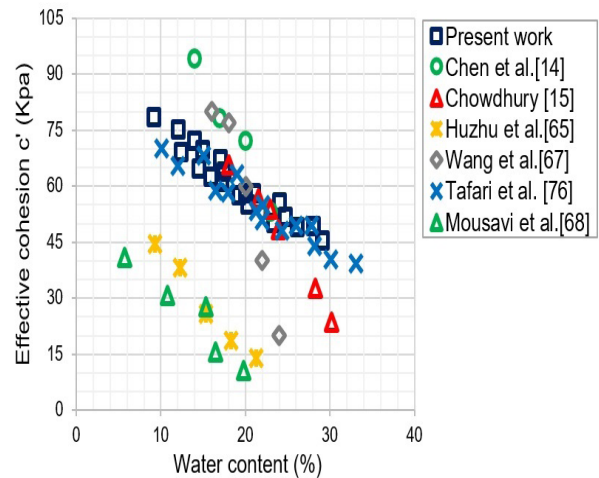 105
90
75
60
45
30
15
0
Effective cohesion c' (Kpa)
0 10 20 30 40
Water content (%)
Present work
Chen et al.[14]
Chowdhury [15]
Huzhu et al.[65]
Wang et al.[67]
Tafari et al. [76]
Mousavi et al.[68]